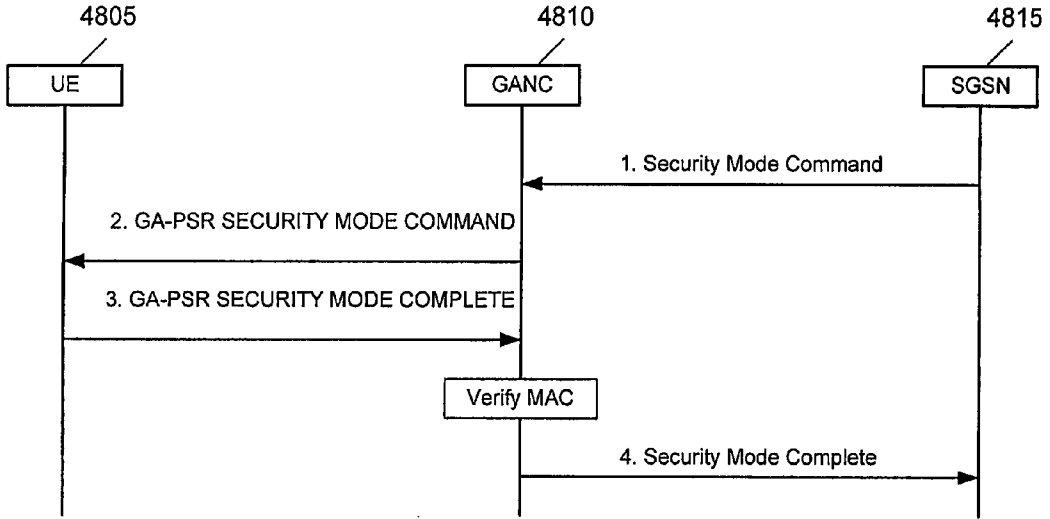 4805
4810
4815
UE
GANC
SGSN
1. Security Mode Command
2. GA-PSR SECURITY MODE COMMAND
3. GA-PSR SECURITY MODE COMPLETE
Verify MAC
4. Security Mode Complete